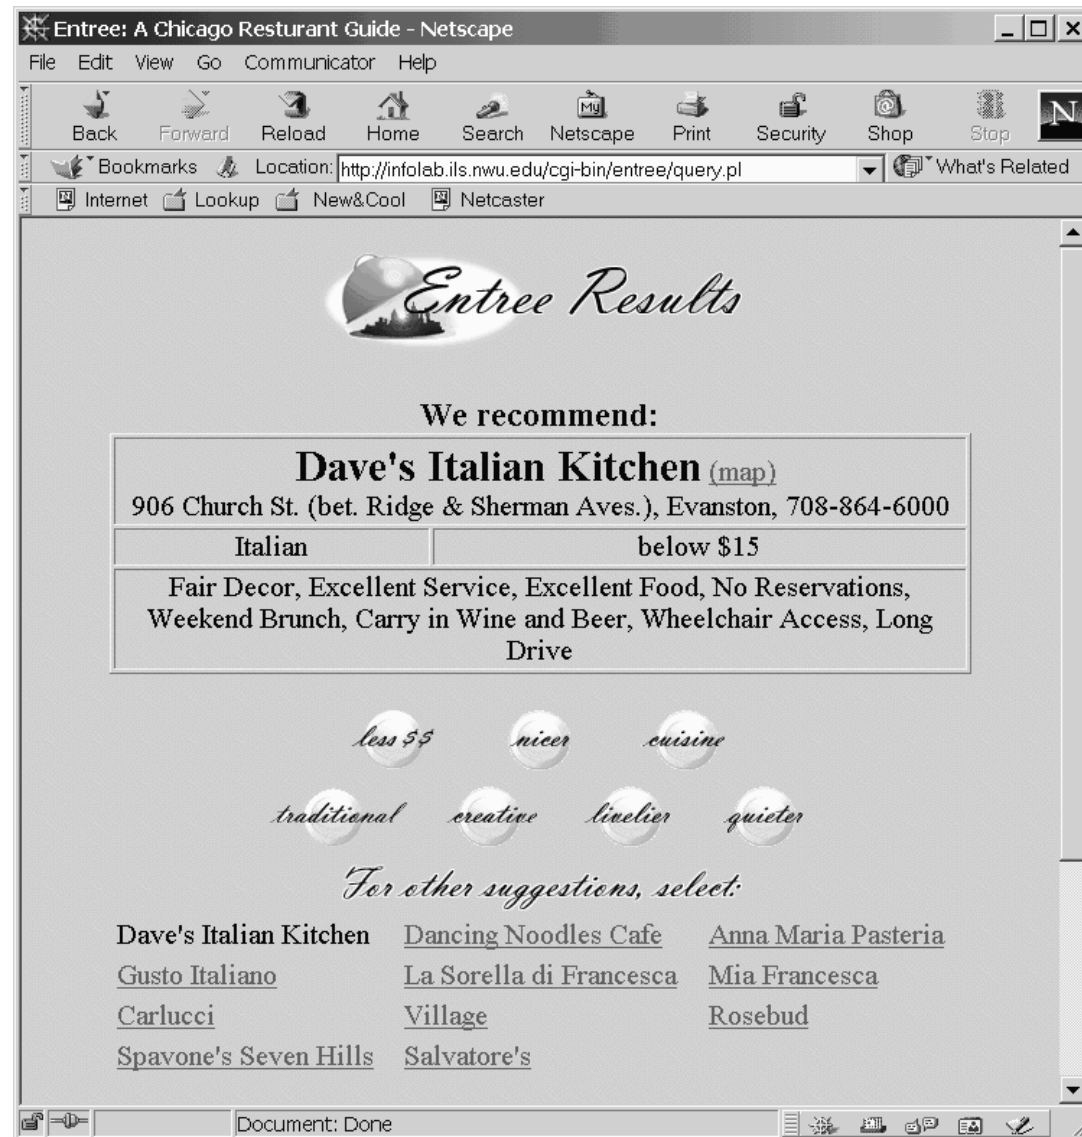 Entree: A Chicago Resturant Guide - Netscape
File Edit View Go Communicator Help
Back Forward Reload Home Search Netscape Print Security Shop Stop
My
N
Bookmarks Location: http://infolab.ils.nwu.edu/cgi-bin/entree/query.pl What's Related
Internet Lookup New&Cool Netcaster
Entree Results
We recommend:
Dave's Italian Kitchen (map)
906 Church St. (bet. Ridge & Sherman Aves.), Evanston, 708-864-6000
Italian below $15
Fair Decor, Excellent Service, Excellent Food, No Reservations,
Weekend Brunch, Carry in Wine and Beer, Wheelchair Access, Long
Drive
less $$ nicer cuisine
traditional creative livelier quieter
For other suggestions, select:
Dave's Italian Kitchen Dancing Noodles Cafe Anna Maria Pasteria
Gusto Italiano La Sorella di Francesca Mia Francesca
Carlucci Village Rosebud
Spavone's Seven Hills Salvatore's
Document: Done